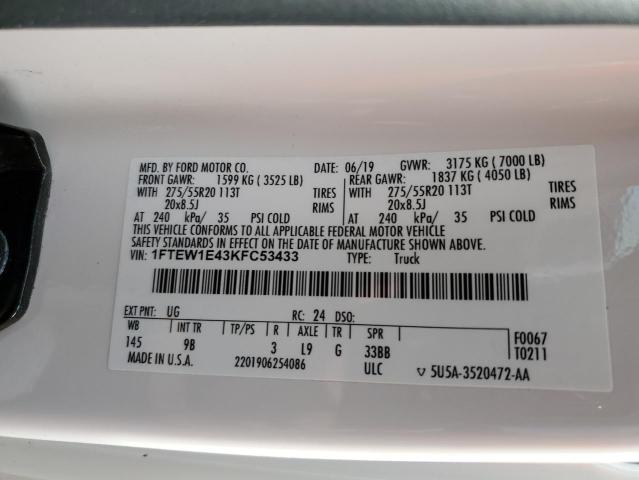 MFD. BY FORD MOTOR CO. DATE: 06/19 GVWR: 3175 KG ( 7000 LB)
FRONT GAWR: 1599 KG ( 3525 LB) REAR GAWR: 1837 KG ( 4050 LB)
WITH 275/55R20 113T TIRES WITH 275/55R20 113T TIRES
20x8.5J RIMS 20x8.5J RIMS
AT 240 kPa/ 35 PSI COLD AT 240 kPa/ 35 PSI COLD
THIS VEHICLE CONFORMS TO ALL APPLICABLE FEDERAL MOTOR VEHICLE
SAFETY STANDARDS IN EFFECT ON THE DATE OF MANUFACTURE SHOWN ABOVE.
VIN: 1FTEW1E43KFC53433 TYPE: Truck
EXT PNT: UG RC: 24 DSO:
WB INT TR TP/PS R AXLE TR SPR F0067
145 9B 3 L9 G 33BB T0211
MADE IN U.S.A. 2201906254086 ULC ▽ 5U5A-3520472-AA